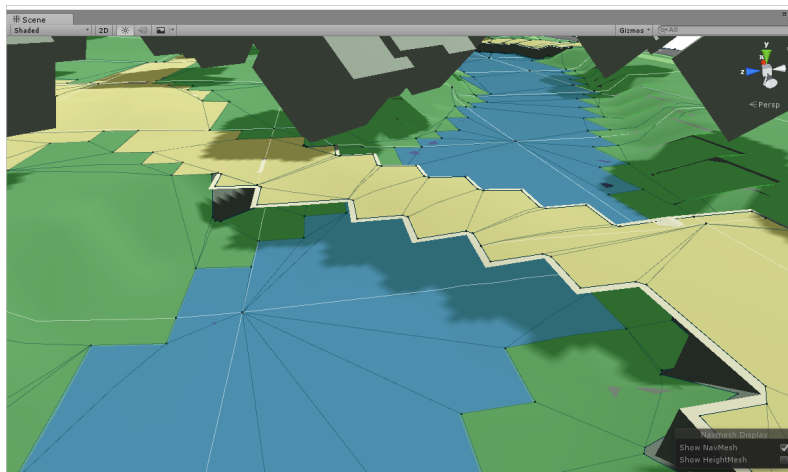 Scene
Shaded 2D Gizmos All
y
x
z
Persp
Navmesh Display
Show NavMesh
Show HeightMesh